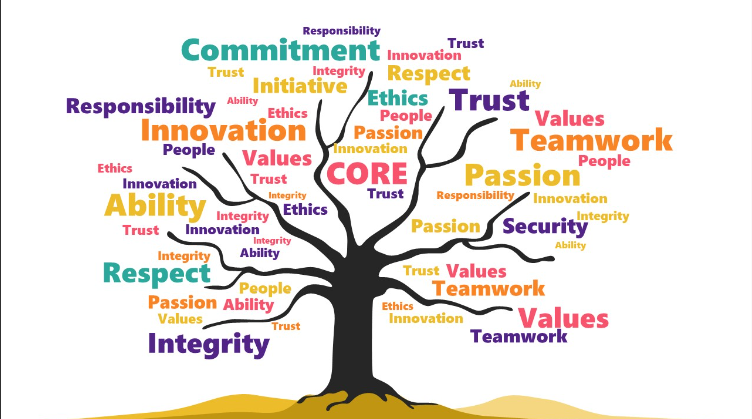 Responsibility
Commitment
Trust
Innovation
Trust
Integrity
Respect
Initiative
Ability
Responsibility
Ability
Ethics
Trust
Ethics
People
Values
Innovation
Passion
Teamwork
People
Innovation
Values
People
Ethics
CORE
Passion
Innovation
Trust
Integrity
Trust
Responsibility
Innovation
Ability
Integrity
Ethics
Integrity
Trust
Innovation
Passion
Security
Integrity
Ability
Ability
Integrity
Respect
Trust
Values
People
Teamwork
Passion
Ability
Ethics
Values
Trust
Innovation
Values
Integrity
Teamwork